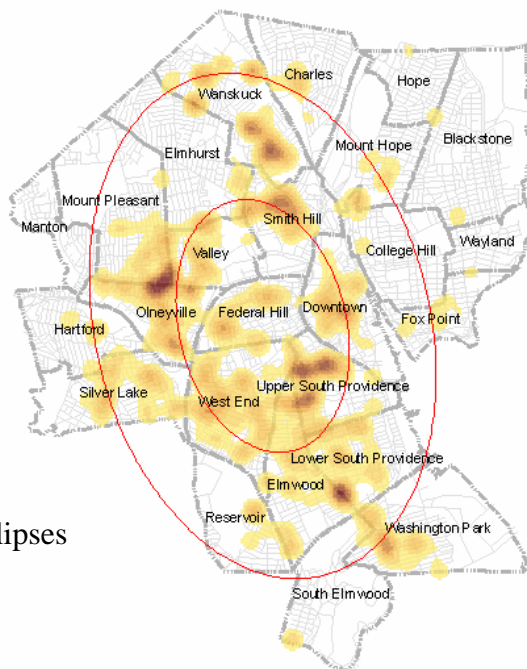 Charles
Hope
Wanskuck
Blackstone
Mount Hope
Elmhurst
Mount Pleasant
Smith Hill
Manton
Wayland
College Hill
Valley
Olneyville
Federal Hill
Downtown
Fox Point
Hartford
Upper South Providence
Silver Lake
West End
Lower South Providence
Elmwood
Reservoir
Washington Park
lipses
South Elmwood